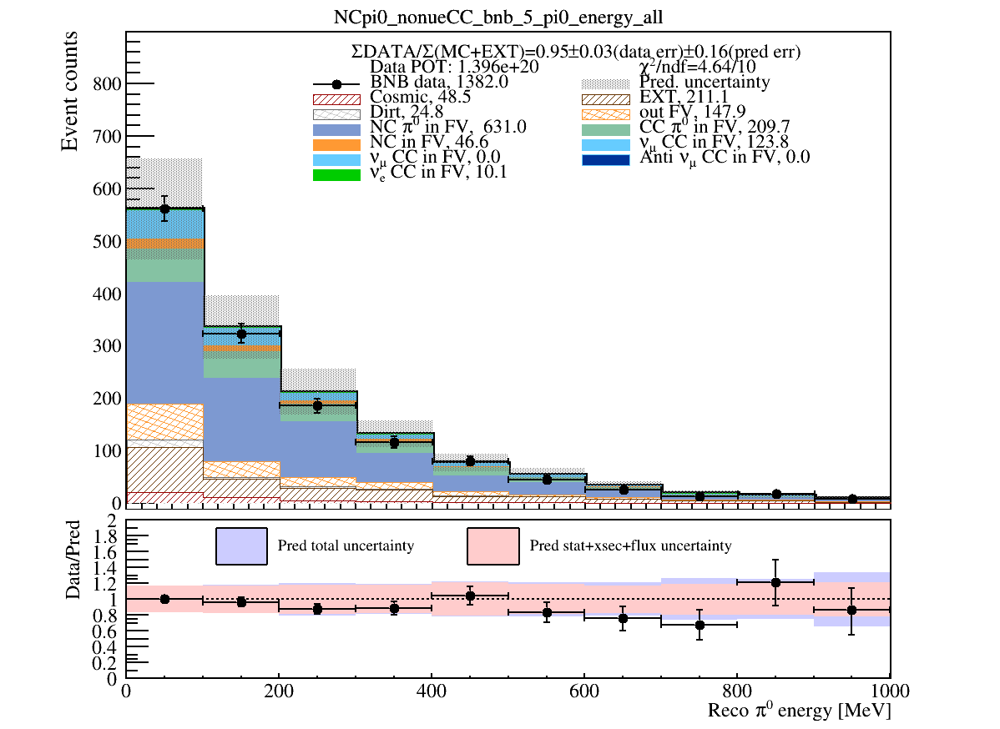 NCpi0_nonueCC_bnb_5_pi0_energy_all
ΣDATA/Σ(MC+EXT)=0.95±0.03(data err)±0.16(pred err)
Data POT: 1.396e+20
χ²/ndf=4.64/10
BNB data, 1382.0
Pred. uncertainty
Cosmic, 48.5
EXT, 211.1
Dirt, 24.8
out FV, 147.9
NC π⁰ in FV, 631.0
CC π⁰ in FV, 209.7
NC in FV, 46.6
νμ CC in FV, 123.8
νμ CC in FV, 0.0
Anti νμ CC in FV, 0.0
νe CC in FV, 10.1
Event counts
800
700
600
500
400
300
200
100
0
Data/Pred
2
1.8
1.6
1.4
1.2
1
0.8
0.6
0.4
0.2
0
Pred total uncertainty
Pred stat+xsec+flux uncertainty
0 200 400 600 800 1000
Reco π⁰ energy [MeV]